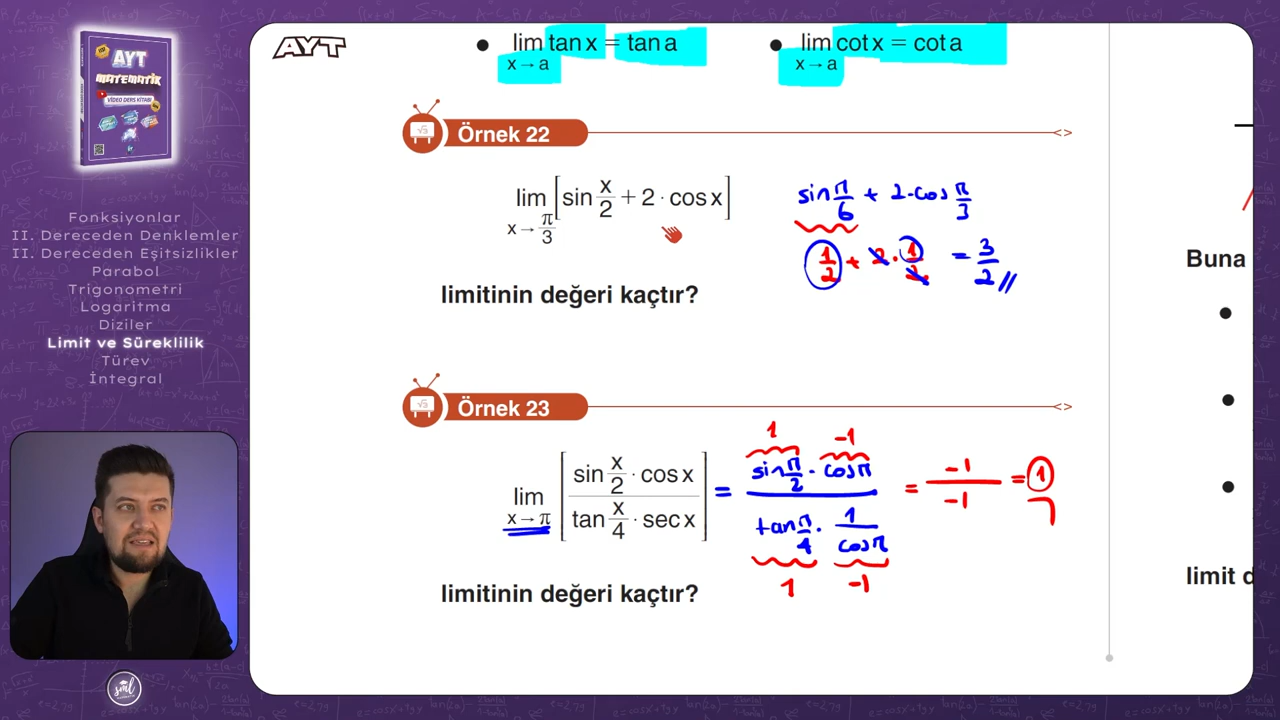 AYT
MATEMATİK
VİDEO DERS KİTABI
Fonksiyonlar
II. Dereceden Denklemler
II. Dereceden Eşitsizlikler
Parabol
Trigonometri
Logaritma
Diziler
Limit ve Süreklilik
Türev
İntegral
sml
AYT
• lim x→a tan x = tan a
• lim x→a cot x = cot a
Örnek 22
lim x→π/3 [sin x/2 + 2 · cos x]
sin π/6 + 2·cos π/3
1/2 + 2 · 1/2 = 3/2 //
limitinin değeri kaçtır?
Örnek 23
lim x→π [(sin x/2 · cos x)/(tan x/4 · sec x)] = (sin π/2 · cos π)/(tan π/4 · 1/cos π) = -1/-1 = 1
1 -1
1 -1
limitinin değeri kaçtır?
Buna
•
•
•
limit d